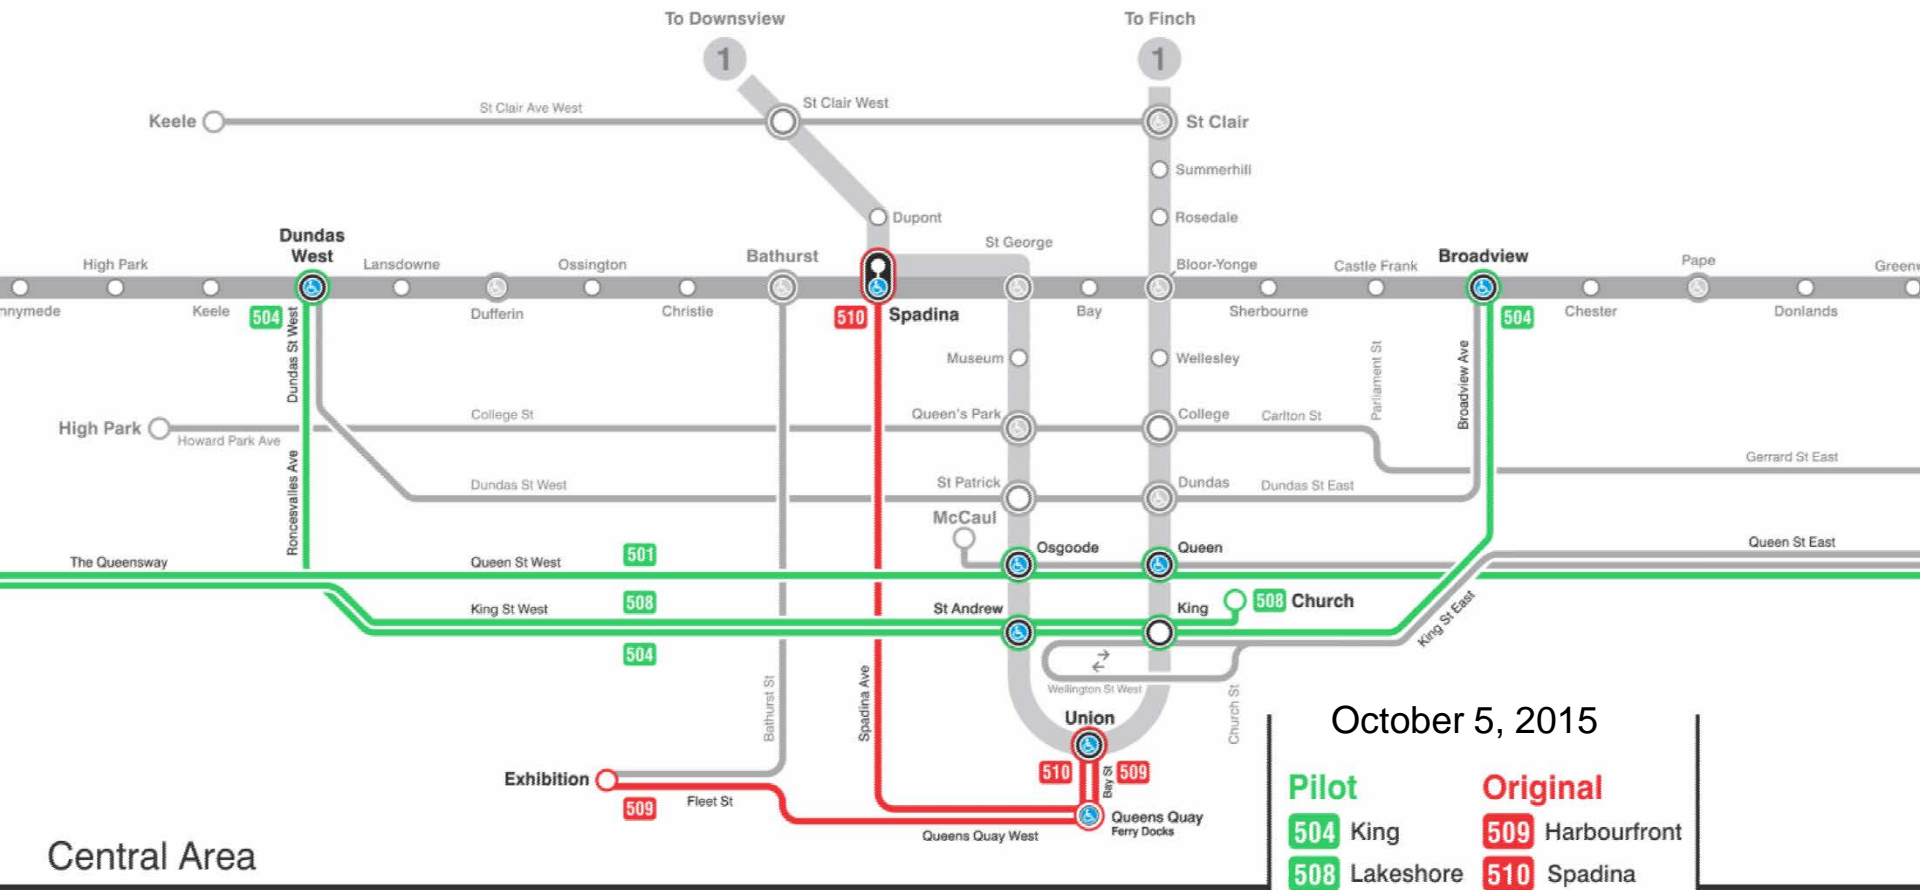 To Downsview
To Finch
1
1
St Clair Ave West
St Clair West
Keele
St Clair
Summerhill
Dupont
Rosedale
Dundas
West
St George
High Park
Lansdowne
Ossington
Bathurst
Bloor-Yonge
Castle Frank
Broadview
Pape
Greenw
nnymede
Keele
504
Dufferin
Christie
510
Spadina
Bay
Sherbourne
504
Chester
Donlands
Dundas St West
Museum
Wellesley
Parliament St
Broadview Ave
High Park
Howard Park Ave
College St
Queen's Park
College
Carlton St
Gerrard St East
Roncesvalles Ave
Dundas St West
St Patrick
Dundas
Dundas St East
McCaul
Osgoode
Queen
Queen St East
The Queensway
Queen St West
501
King St West
508
St Andrew
King
508 Church
504
King St East
Wellington St West
Church St
Bathurst St
Spadina Ave
Union
510
Bay St
509
Exhibition
509
Fleet St
Queens Quay
Ferry Docks
Queens Quay West
Central Area
October 5, 2015
Pilot
Original
504 King
509 Harbourfront
508 Lakeshore
510 Spadina